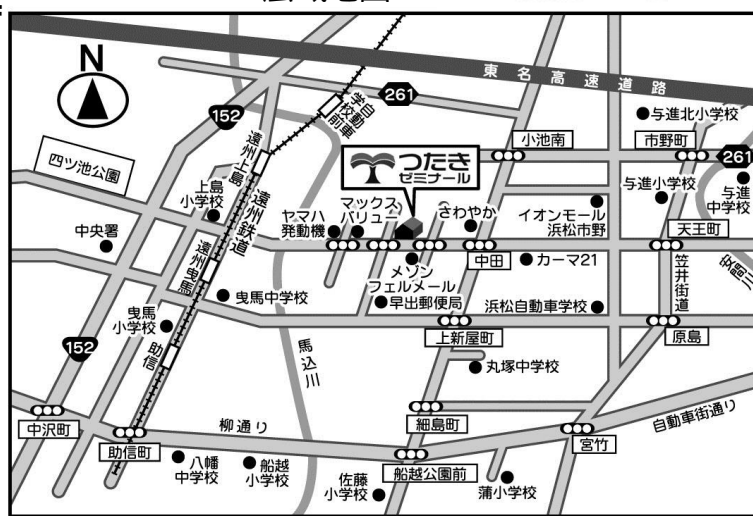 N
東名高速道路
152
261
自動車学校前
与進北小学校
小池南
市野町
261
四ツ池公園
遠州上島
つたき
ゼミナール
与進小学校
与進
中学校
上島
小学校
遠州鉄道
ヤマハ
発動機
マックス
バリュー
さわやか
イオンモール
浜松市野
天王町
中央署
遠州曳馬
中田
カーマ21
笠井街道
安間川
メゾン
フェルメール
曳馬中学校
早出郵便局
浜松自動車学校
曳馬
小学校
上新屋町
原島
152
助信
馬込川
丸塚中学校
細島町
自動車街通り
中沢町
柳通り
宮竹
助信町
八幡
中学校
船越
小学校
船越公園前
佐藤
小学校
蒲小学校